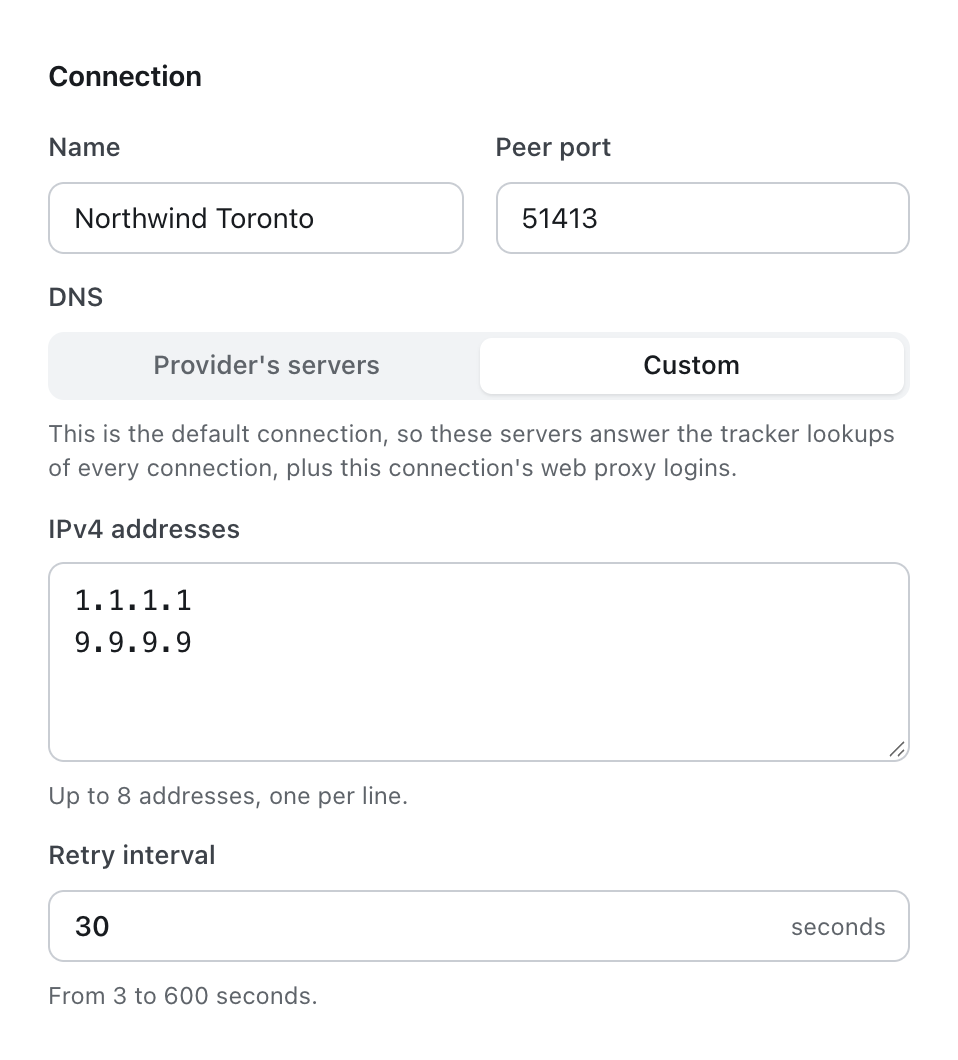 Connection
Name
Peer port
Northwind Toronto
51413
DNS
Provider's servers
Custom
This is the default connection, so these servers answer the tracker lookups
of every connection, plus this connection's web proxy logins.
IPv4 addresses
1.1.1.1
9.9.9.9
Up to 8 addresses, one per line.
Retry interval
30
seconds
From 3 to 600 seconds.